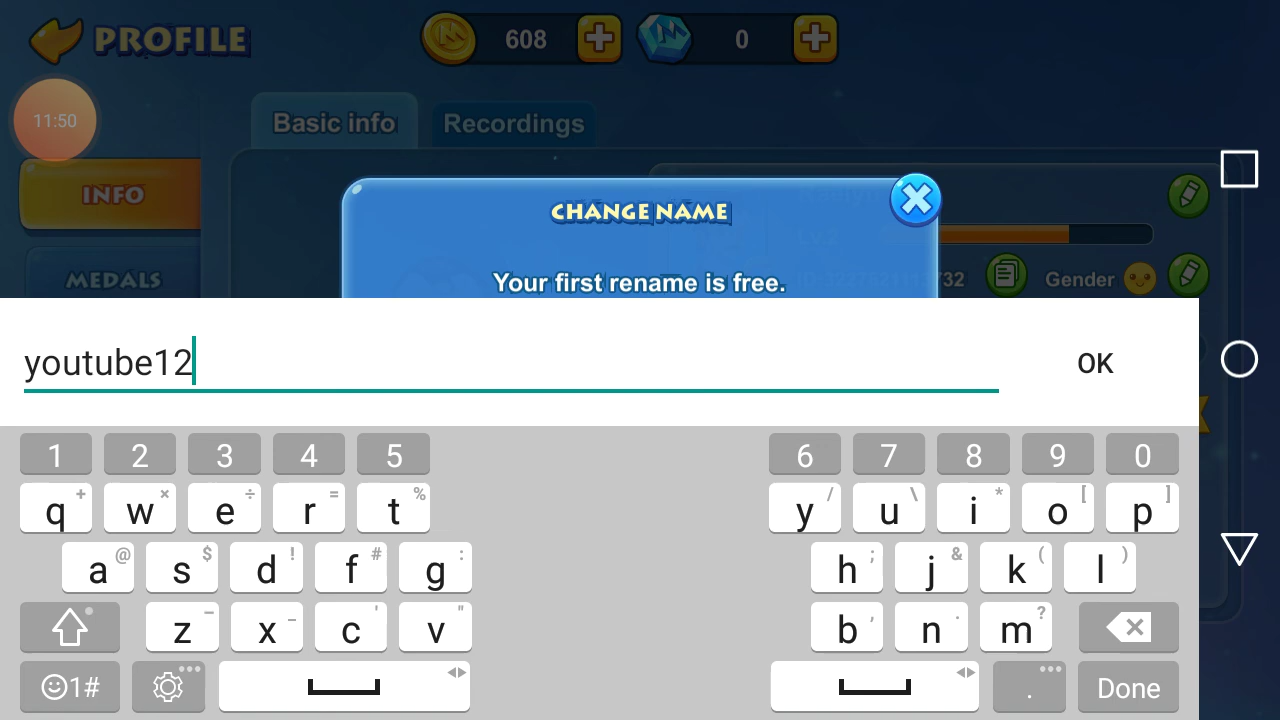 PROFILE
608
0
11:50
Basic info
Recordings
INFO
CHANGE NAME
LV.2
MEDALS
Your first rename is free.
732
Gender
youtube12
OK
1 2 3 4 5 6 7 8 9 0
q + w × e ÷ r = t % y / u \ i * o [ p ]
a @ s $ d ! f # g : h ; j & k ( l )
z – x _ c ' v " b , n . m ?
1# . Done